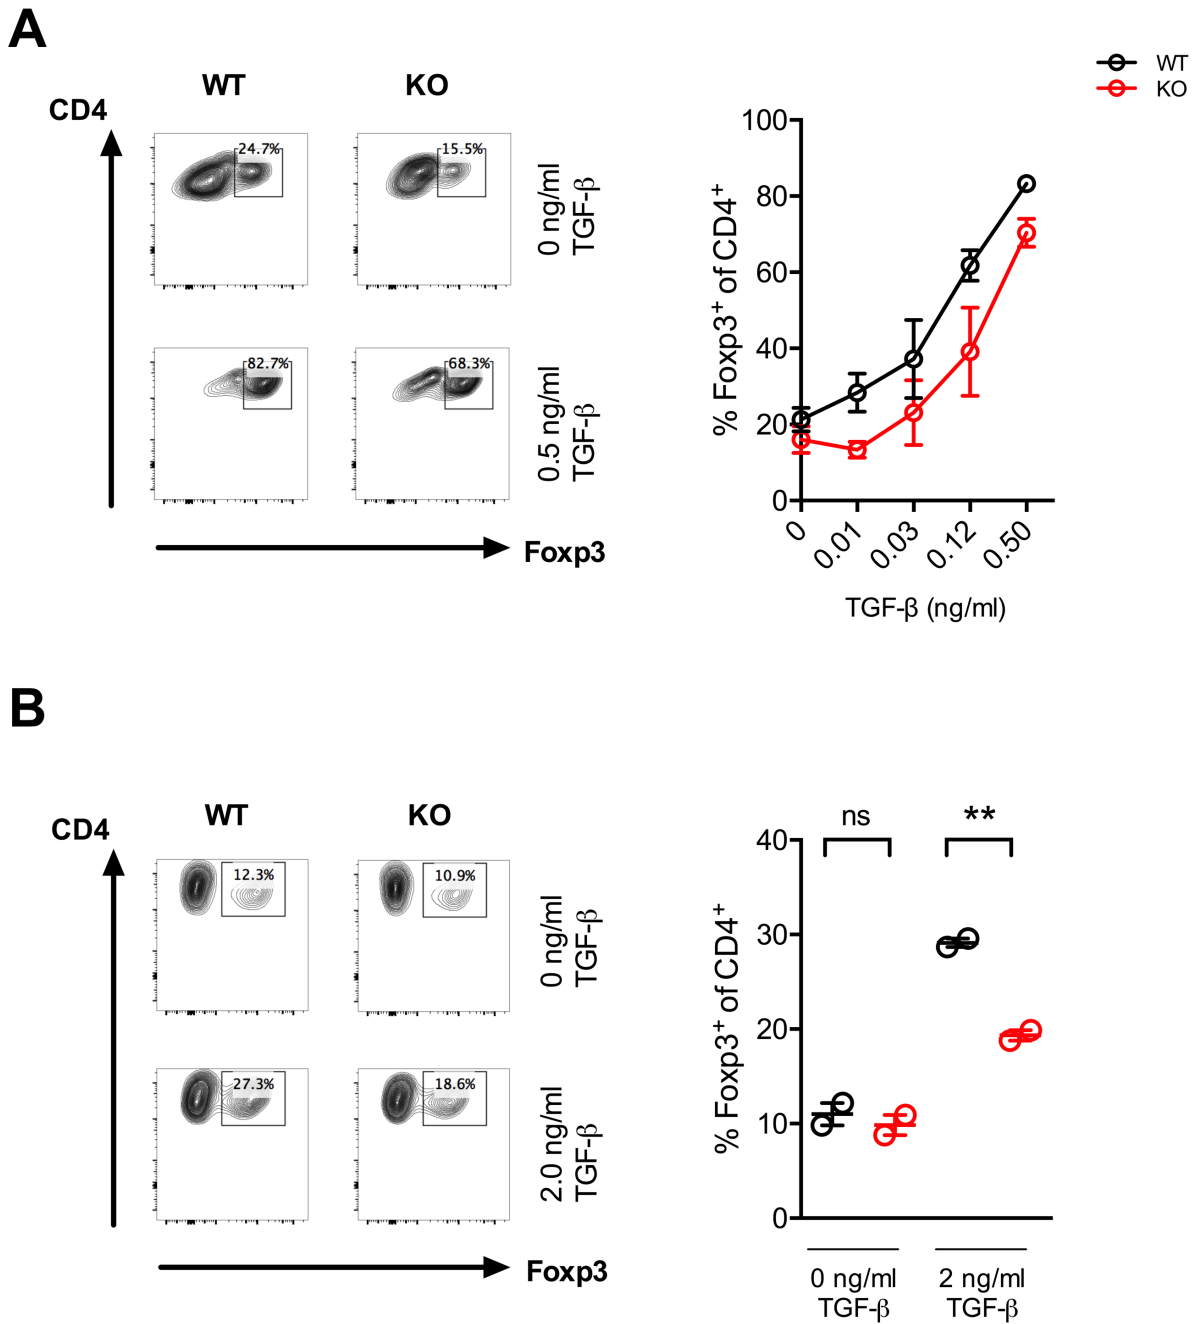 A
WT
KO
CD4
24.7%
15.5%
0 ng/ml
TGF-β
82.7%
68.3%
0.5 ng/ml
TGF-β
Foxp3
WT
KO
% Foxp3+ of CD4+
100
80
60
40
20
0
0
0.01
0.03
0.12
0.50
TGF-β (ng/ml)
B
WT
KO
CD4
12.3%
10.9%
0 ng/ml
TGF-β
27.3%
18.6%
2.0 ng/ml
TGF-β
Foxp3
ns
**
% Foxp3+ of CD4+
40
30
20
10
0
0 ng/ml
TGF-β
2 ng/ml
TGF-β